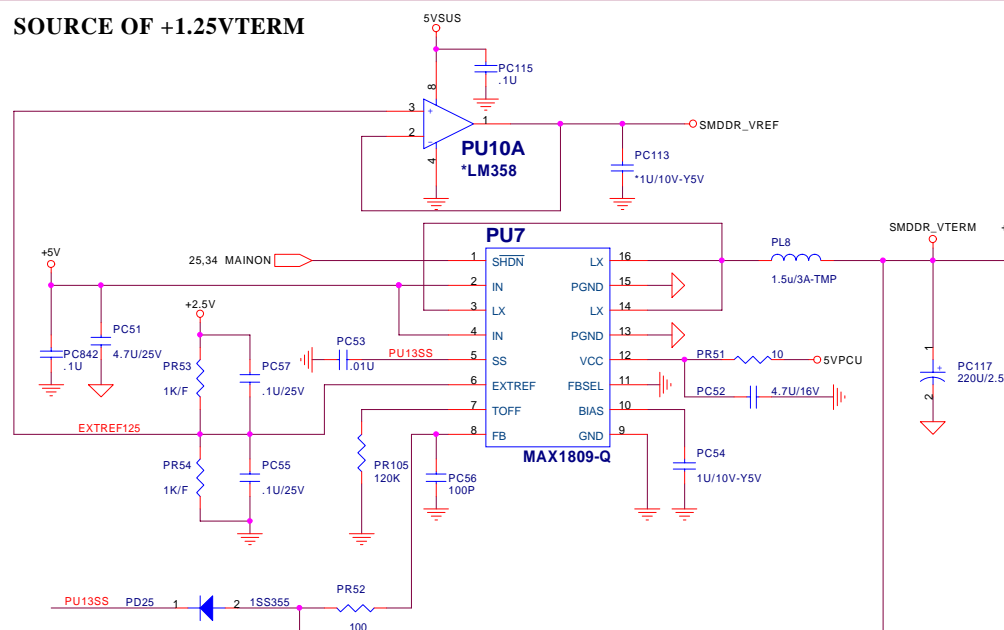 SOURCE OF +1.25VTERM
5VSUS
PC115
.1U
8
3
+
1
2
-
4
PU10A
*LM358
SMDDR_VREF
PC113
*1U/10V-Y5V
PU7
+5V
25,34 MAINON
1
SHDN
LX
16
2
IN
PGND
15
3
LX
LX
14
4
IN
PGND
13
5
SS
VCC
12
6
EXTREF
FBSEL
11
7
TOFF
BIAS
10
8
FB
GND
9
MAX1809-Q
PL8
1.5u/3A-TMP
SMDDR_VTERM
+
1
+
PC117
220U/2.5
2
PC51
4.7U/25V
PC842
.1U
+2.5V
PR53
1K/F
PC57
.1U/25V
PC53
.01U
PU13SS
PR51
10
5VPCU
PC52
4.7U/16V
EXTREF125
PR54
1K/F
PC55
.1U/25V
PR105
120K
PC56
100P
PC54
1U/10V-Y5V
PU13SS
PD25
1
2
1SS355
PR52
100